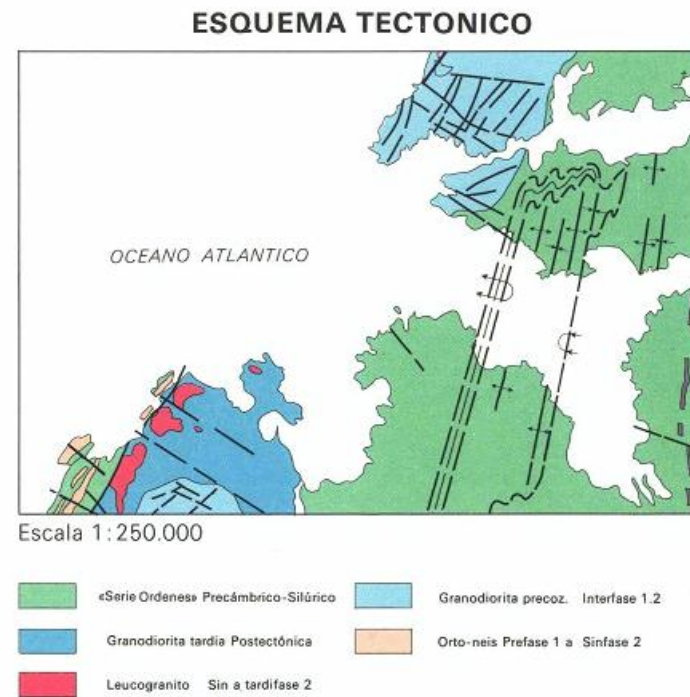 ESQUEMA TECTONICO
OCEANO ATLANTICO
Escala 1:250.000
«Serie Ordenes» Precámbrico-Silúrico
Granodiorita precoz. Interfase 1.2
Granodiorita tardia Postectónica
Orto-neis Prefase 1 a Sinfase 2
Leucogranito Sin a tardifase 2